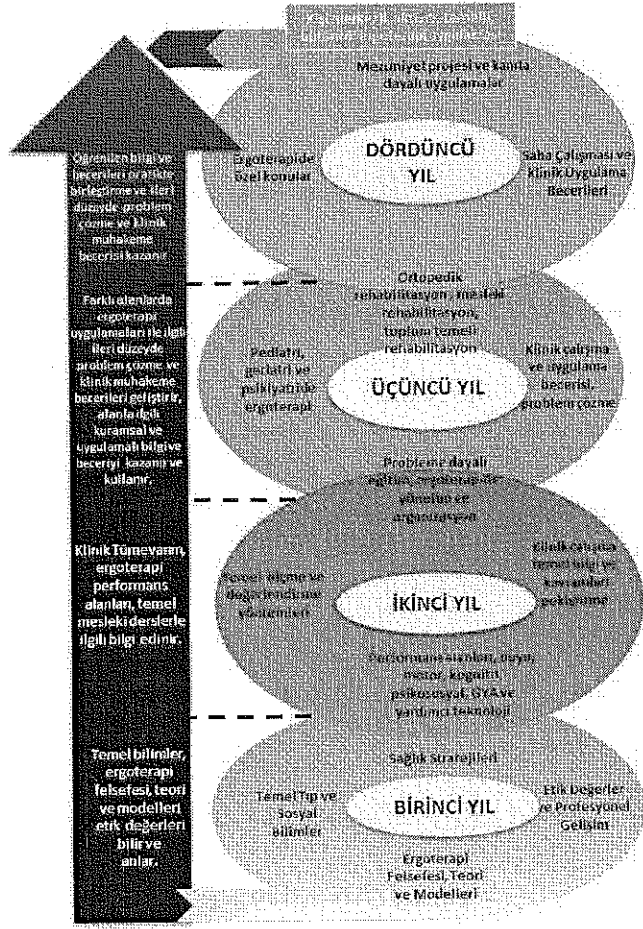 Mezuniyet projesi ve kanıta
dayalı uygulamalar
Ergoterapide
özel konular
DÖRDÜNCÜ
YIL
Saha Çalışması ve
Klinik Uygulama
Becerileri
Öğrenilen bilgi ve
becerileri pratikte
birleştirme ve ileri
düzeyde problem
çözme ve klinik
muhakeme
becerisi kazanır.
Ortopedik
rehabilitasyon, mesleki
rehabilitasyon,
toplum temelli
rehabilitasyon
Pediatri,
geriatri ve
psikiyatride
ergoterapi
ÜÇÜNCÜ YIL
Klinik çalışma
ve uygulama
becerisi,
problem çözme
Probleme dayalı
eğitim, ergoterapide
yönetim ve
organizasyon
Farklı alanlarda
ergoterapi
uygulamaları ile ilgili
ileri düzeyde
problem çözme ve
klinik muhakeme
becerileri geliştirir,
alanla ilgili
kuramsal ve
uygulamalı bilgi ve
beceriyi kazanır ve
kullanır.
değerlendirme
yöntemleri
İKİNCİ YIL
Klinik çalışma
temel bilgi ve
kavramları
pekiştirme
Performans alanları, duyu,
motor, kognitif,
psikososyal, GYA ve
yardımcı teknoloji
Klinik Tümevarım,
ergoterapi
performans
alanları, temel
mesleki derslerle
ilgili bilgi edinir.
Sağlık Stratejileri
Temel Tıp ve
Sosyal
Bilimler
BİRİNCİ YIL
Etik Değerler
ve Profesyonel
Gelişim
Ergoterapi
Felsefesi, Teori
ve Modelleri
Temel bilimler,
ergoterapi
felsefesi, teori
ve modelleri
etik değerleri
bilir ve
anlar.